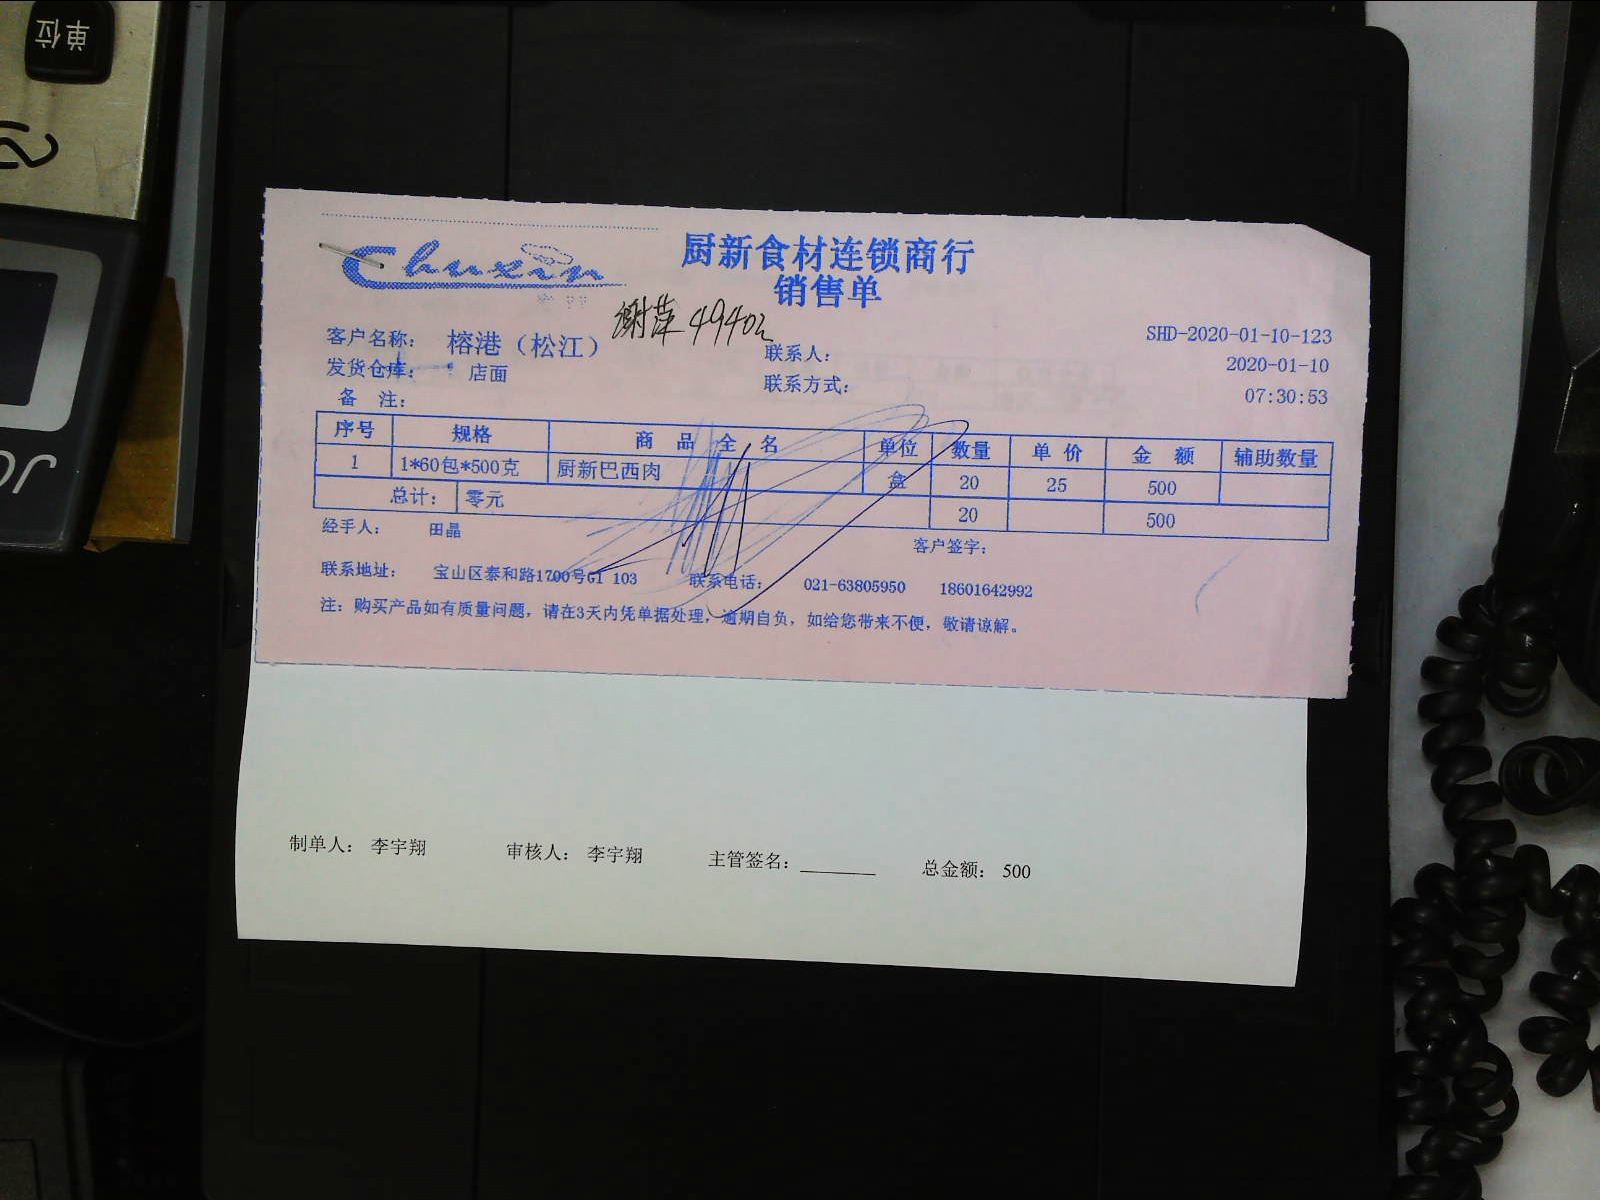 单位
Chuxin
厨新食材连锁商行
销售单
谢萍 49402
客户名称： 榕港（松江）
联系人：
SHD-2020-01-10-123
发货仓库： 店面
联系方式：
2020-01-10
备 注：
07:30:53
序号 规格 商 品 全 名 单位 数量 单 价 金 额 辅助数量
1 1*60包*500克 厨新巴西肉 盒 20 25 500
总计： 零元 20 500
经手人： 田晶
客户签字：
联系地址： 宝山区泰和路1700号G1 103 联系电话： 021-63805950 18601642992
注：购买产品如有质量问题，请在3天内凭单据处理，逾期自负，如给您带来不便，敬请谅解。
制单人： 李宇翔 审核人： 李宇翔 主管签名：_______ 总金额： 500